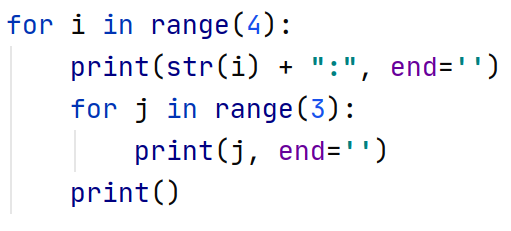 for i in range(4):
    print(str(i) + ":", end='')
    for j in range(3):
        print(j, end='')
    print()